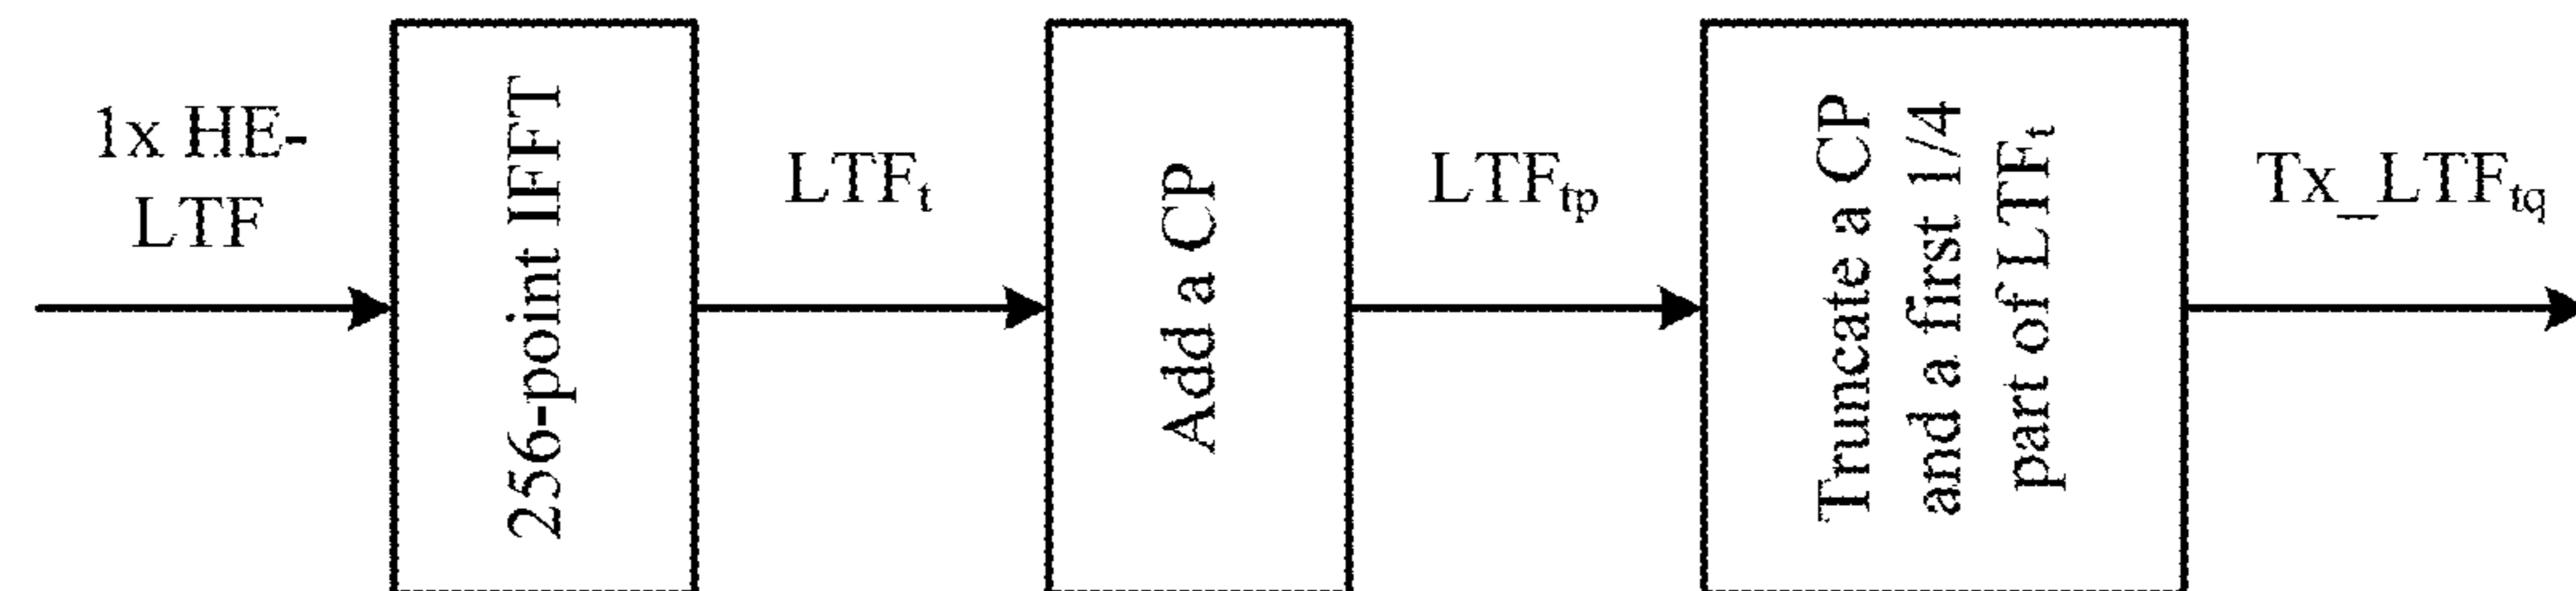 1x HE-
LTF
256-point IFFT
LTFt
Add a CP
LTFtp
Truncate a CP
and a first 1/4
part of LTFt
Tx_LTFtq